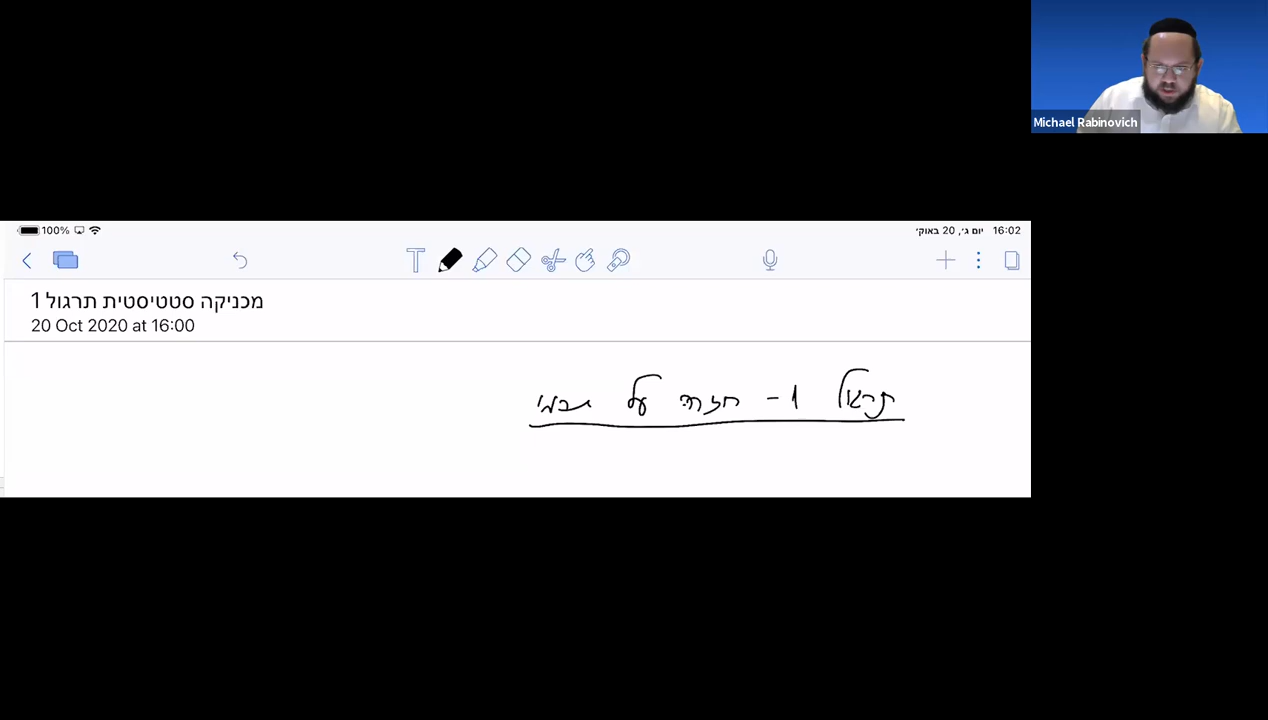 Michael Rabinovich
100%
יום ג׳, 20 באוק׳ 16:02
T
מכניקה סטטיסטית תרגול 1
20 Oct 2020 at 16:00
תרגול 1 - חזרה על